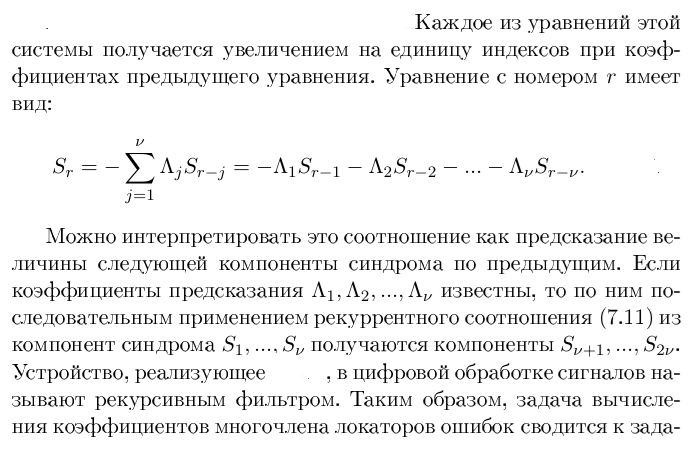 Каждое из уравнений этой
системы получается увеличением на единицу индексов при коэф-
фициентах предыдущего уравнения. Уравнение с номером r имеет
вид:
S_r = − \sum_{j=1}^{ν} Λ_j S_{r−j} = −Λ_1 S_{r−1} − Λ_2 S_{r−2} − ... − Λ_ν S_{r−ν}.
Можно интерпретировать это соотношение как предсказание ве-
личины следующей компоненты синдрома по предыдущим. Если
коэффициенты предсказания Λ_1, Λ_2, ..., Λ_ν известны, то по ним по-
следовательным применением рекуррентного соотношения (7.11) из
компонент синдрома S_1, ..., S_ν получаются компоненты S_{ν+1}, ..., S_{2ν}.
Устройство, реализующее , в цифровой обработке сигналов на-
зывают рекурсивным фильтром. Таким образом, задача вычисле-
ния коэффициентов многочлена локаторов ошибок сводится к зада-